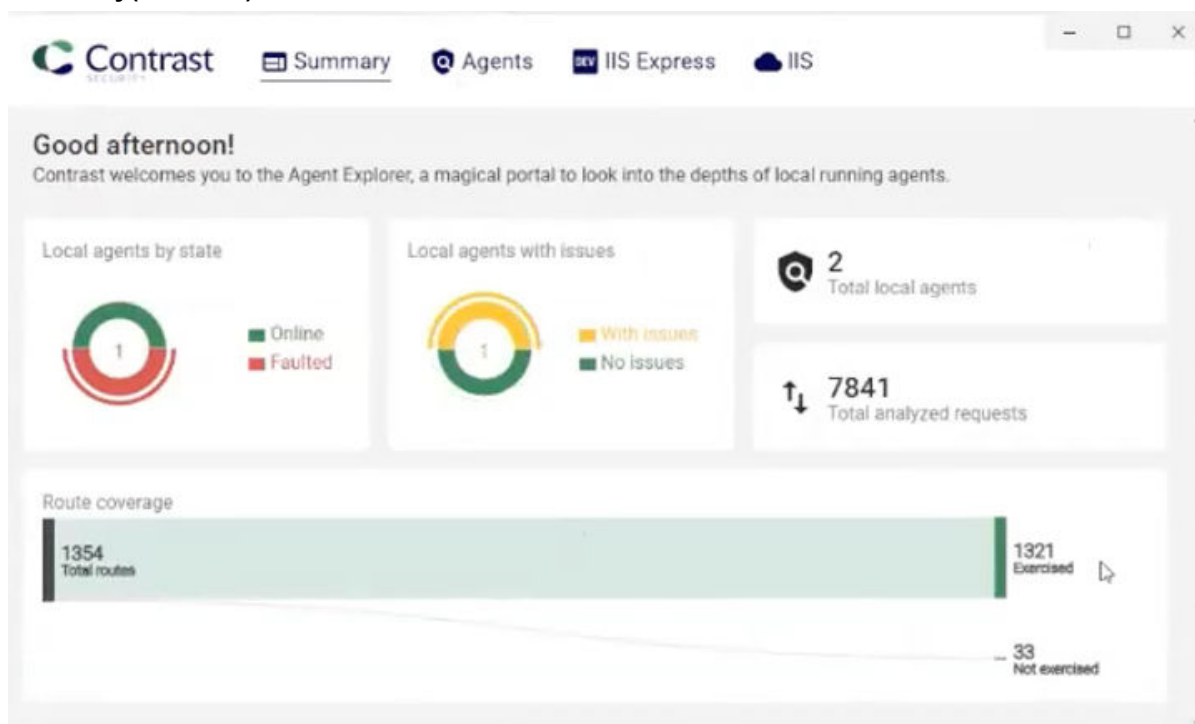 Contrast
SECURITY
Summary
Agents
DEV IIS Express
IIS
Good afternoon!
Contrast welcomes you to the Agent Explorer, a magical portal to look into the depths of local running agents.
Local agents by state
1
Online
Faulted
Local agents with issues
1
With issues
No issues
2
Total local agents
7841
Total analyzed requests
Route coverage
1354
Total routes
1321
Exercised
33
Not exercised